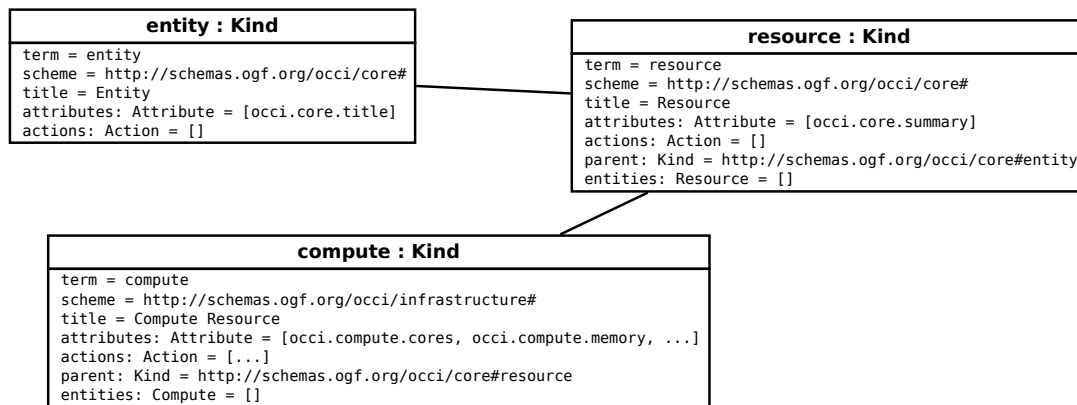 entity : Kind
term = entity
scheme = http://schemas.ogf.org/occi/core#
title = Entity
attributes: Attribute = [occi.core.title]
actions: Action = []
resource : Kind
term = resource
scheme = http://schemas.ogf.org/occi/core#
title = Resource
attributes: Attribute = [occi.core.summary]
actions: Action = []
parent: Kind = http://schemas.ogf.org/occi/core#entity
entities: Resource = []
compute : Kind
term = compute
scheme = http://schemas.ogf.org/occi/infrastructure#
title = Compute Resource
attributes: Attribute = [occi.compute.cores, occi.compute.memory, ...]
actions: Action = [...]
parent: Kind = http://schemas.ogf.org/occi/core#resource
entities: Compute = []